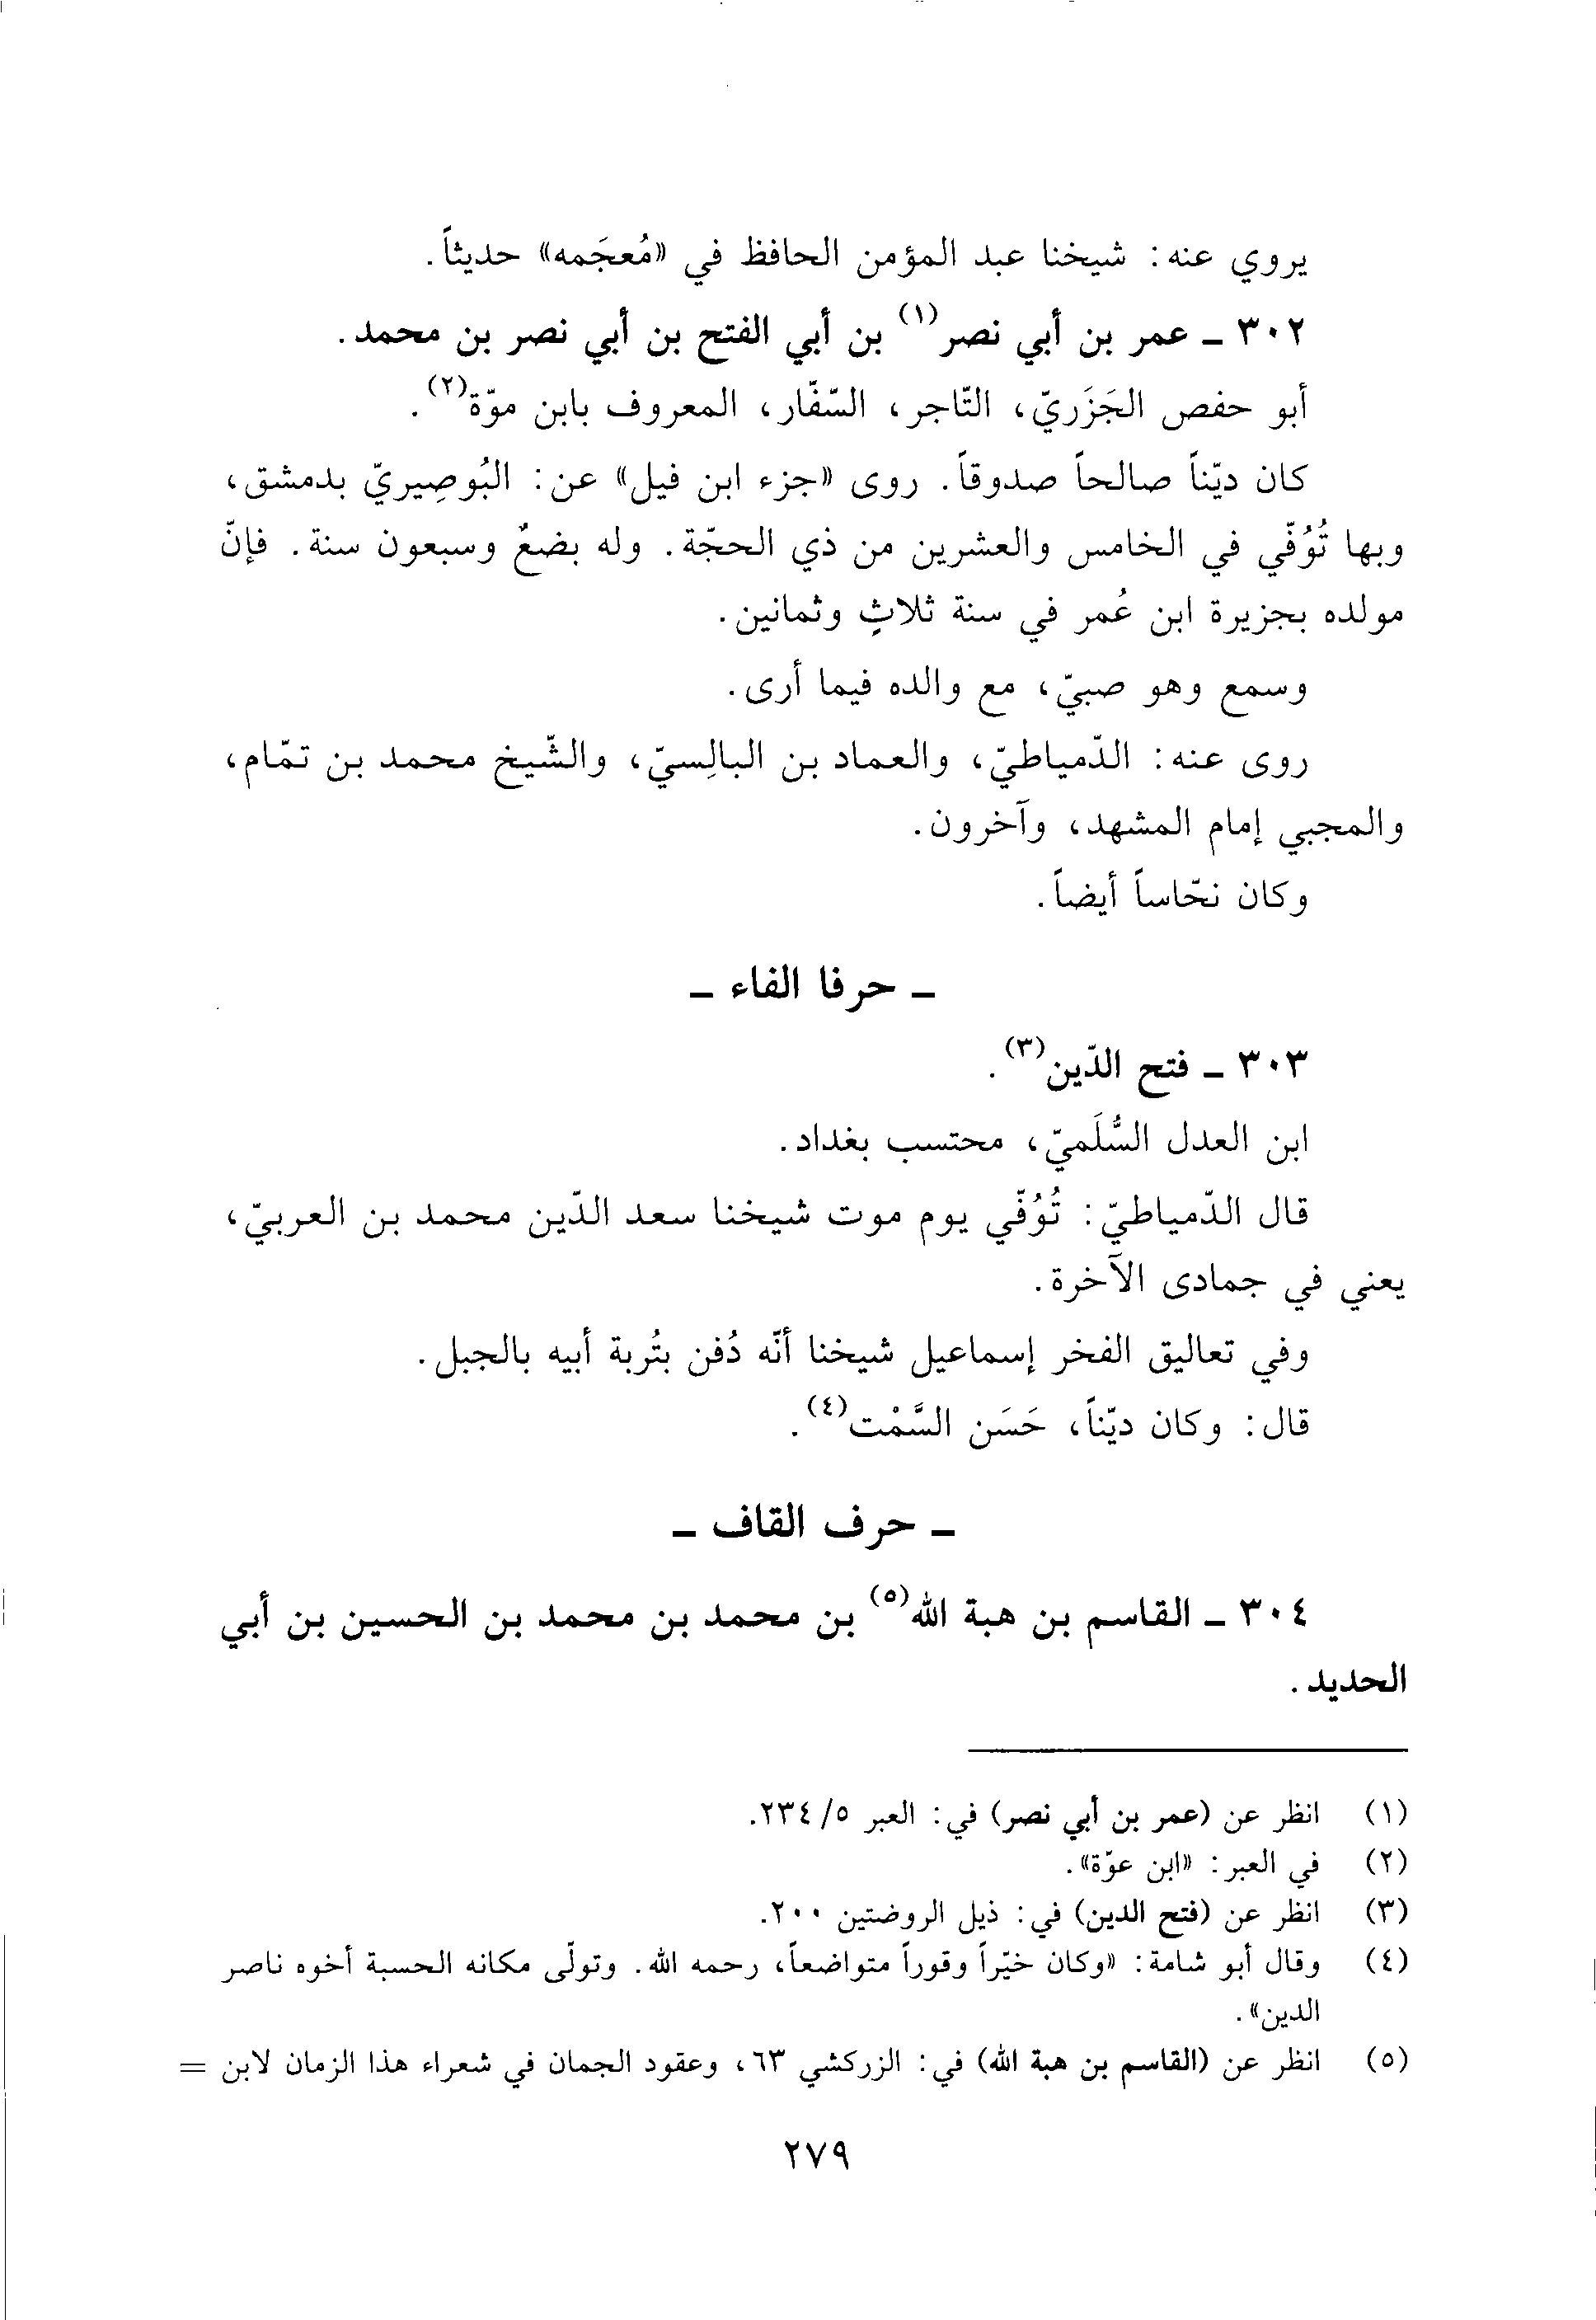 يروي عنه: شيخنا عبد المؤمن الحافظ في «مُعجَمه» حديثاً.
٣٠٢ ـ عمر بن أبي نصر(١) بن أبي الفتح بن أبي نصر بن محمد.
أبو حفص الجَزَريّ، التّاجر، السّفّار، المعروف بابن موّة(٢).
كان ديّناً صالحاً صدوقاً. روى «جزء ابن فيل» عن: البُوصِيريّ بدمشق،
وبها تُوُفّي في الخامس والعشرين من ذي الحجّة. وله بضعٌ وسبعون سنة. فإنّ
مولده بجزيرة ابن عُمر في سنة ثلاثٍ وثمانين.
وسمع وهو صبيّ، مع والده فيما أرى.
روى عنه: الدّمياطيّ، والعماد بن البالِسيّ، والشّيخ محمد بن تمّام،
والمجبي إمام المشهد، وآخرون.
وكان نحّاساً أيضاً.
ـ حرفا الفاء ـ
٣٠٣ ـ فتح الدّين(٣).
ابن العدل السُّلَميّ، محتسب بغداد.
قال الدّمياطيّ: تُوُفّي يوم موت شيخنا سعد الدّين محمد بن العربيّ،
يعني في جمادى الآخرة.
وفي تعاليق الفخر إسماعيل شيخنا أنّه دُفن بتُربة أبيه بالجبل.
قال: وكان ديّناً، حَسَن السَّمْت(٤).
ـ حرف القاف ـ
٣٠٤ ـ القاسم بن هبة الله(٥) بن محمد بن محمد بن الحسين بن أبي
الحديد.
(١) انظر عن (عمر بن أبي نصر) في: العبر ٥/ ٢٣٤.
(٢) في العبر: «ابن عوّة».
(٣) انظر عن (فتح الدين) في: ذيل الروضتين ٢٠٠.
(٤) وقال أبو شامة: «وكان خيّراً وقوراً متواضعاً، رحمه الله. وتولّى مكانه الحسبة أخوه ناصر
الدين».
(٥) انظر عن (القاسم بن هبة الله) في: الزركشي ٦٣، وعقود الجمان في شعراء هذا الزمان لابن =
٢٧٩